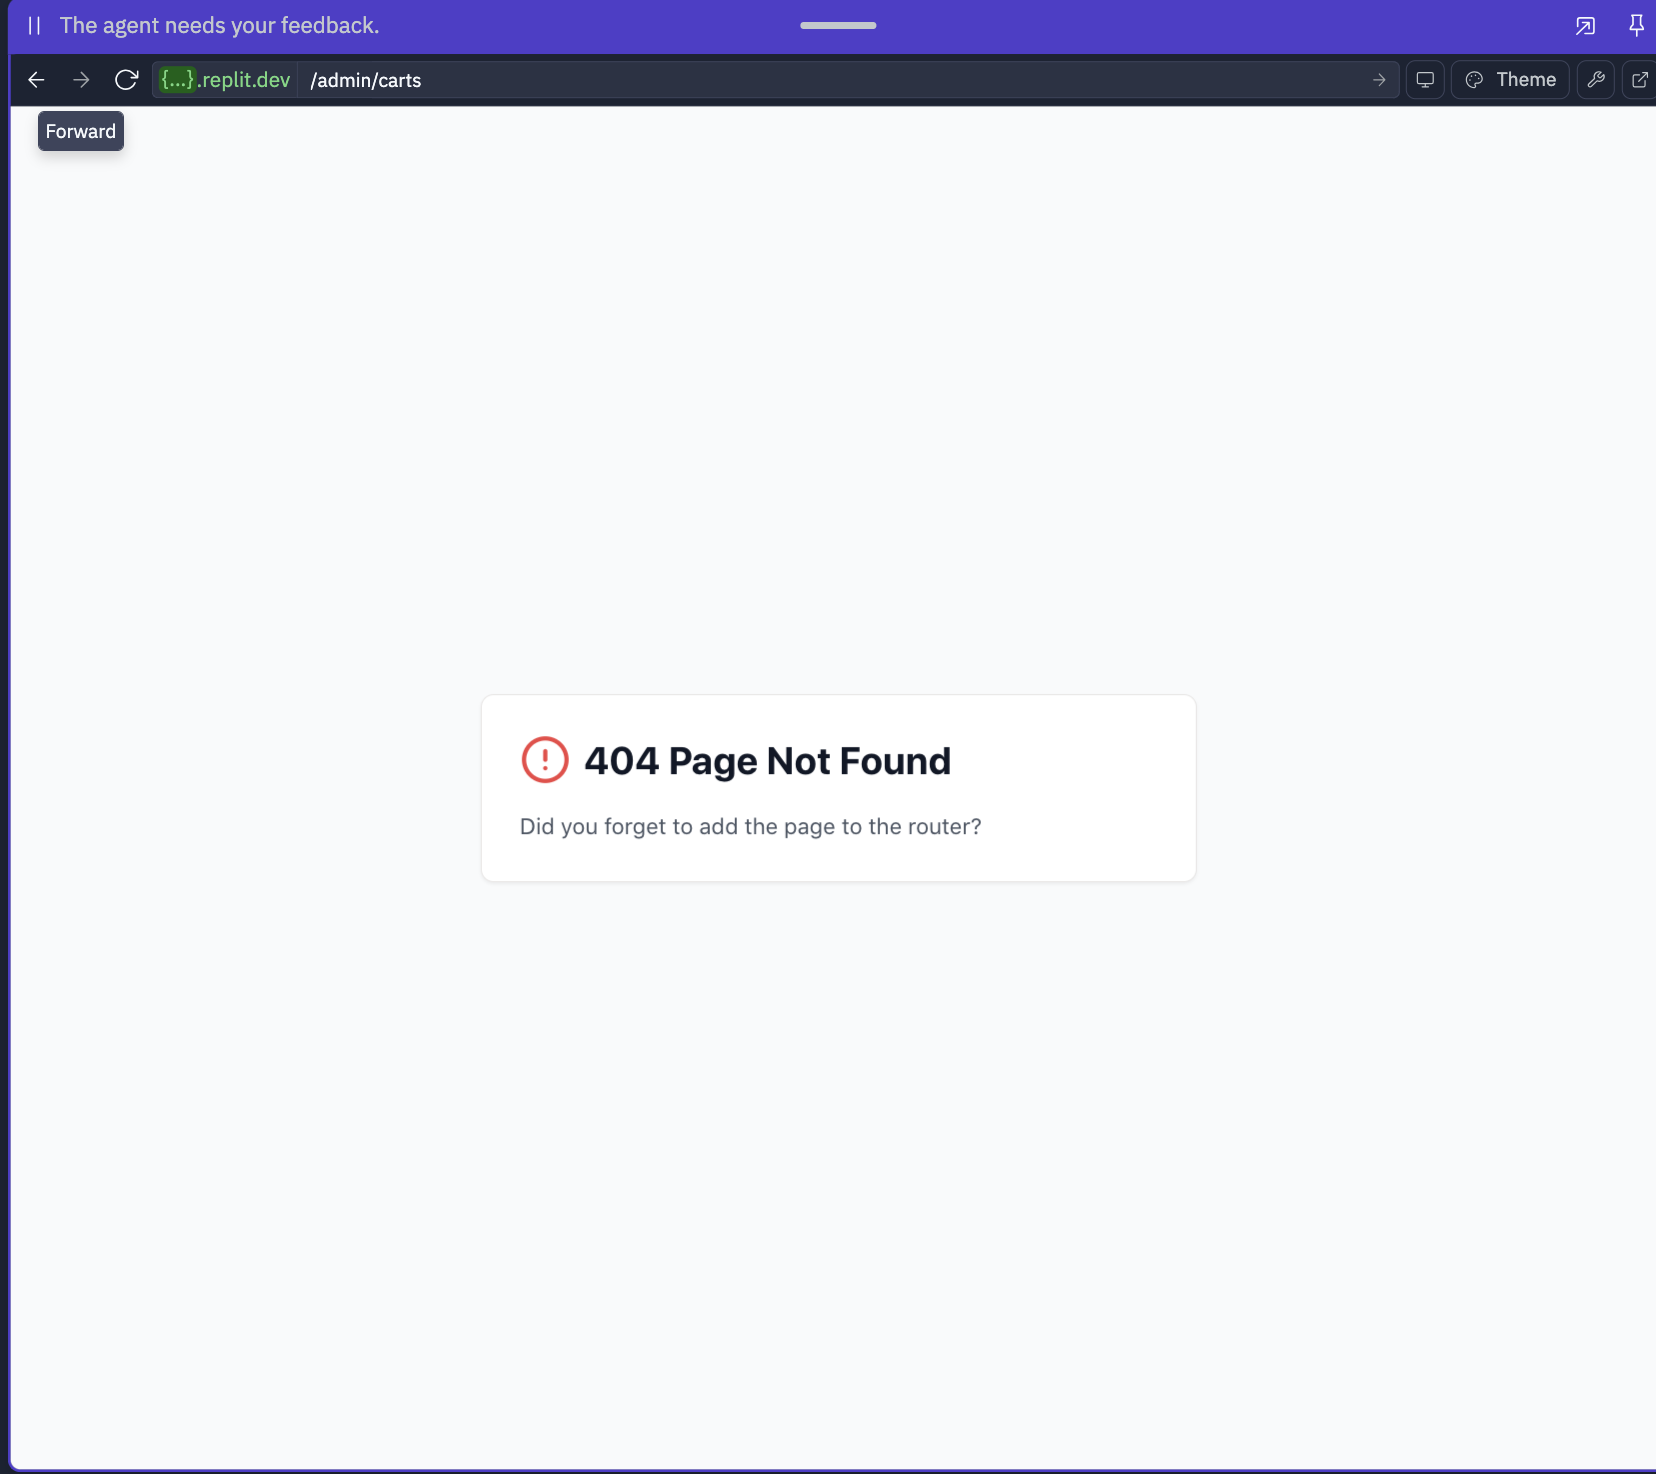 The agent needs your feedback.
{...}.replit.dev /admin/carts
Theme
Forward
404 Page Not Found
Did you forget to add the page to the router?